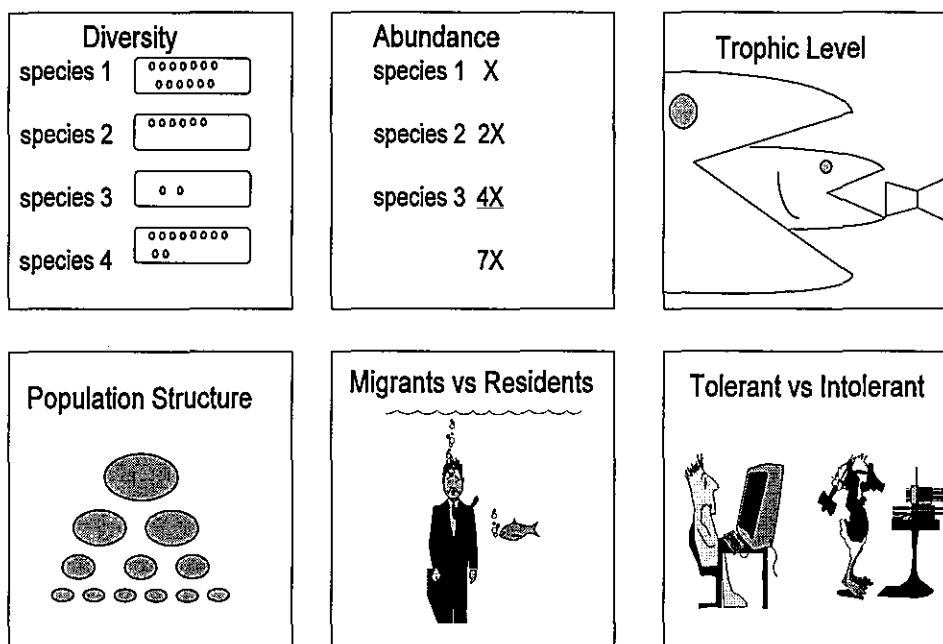 Diversity
species 1
species 2
species 3
species 4
Abundance
species 1 X
species 2 2X
species 3 4X
7X
Trophic Level
Population Structure
Migrants vs Residents
Tolerant vs Intolerant